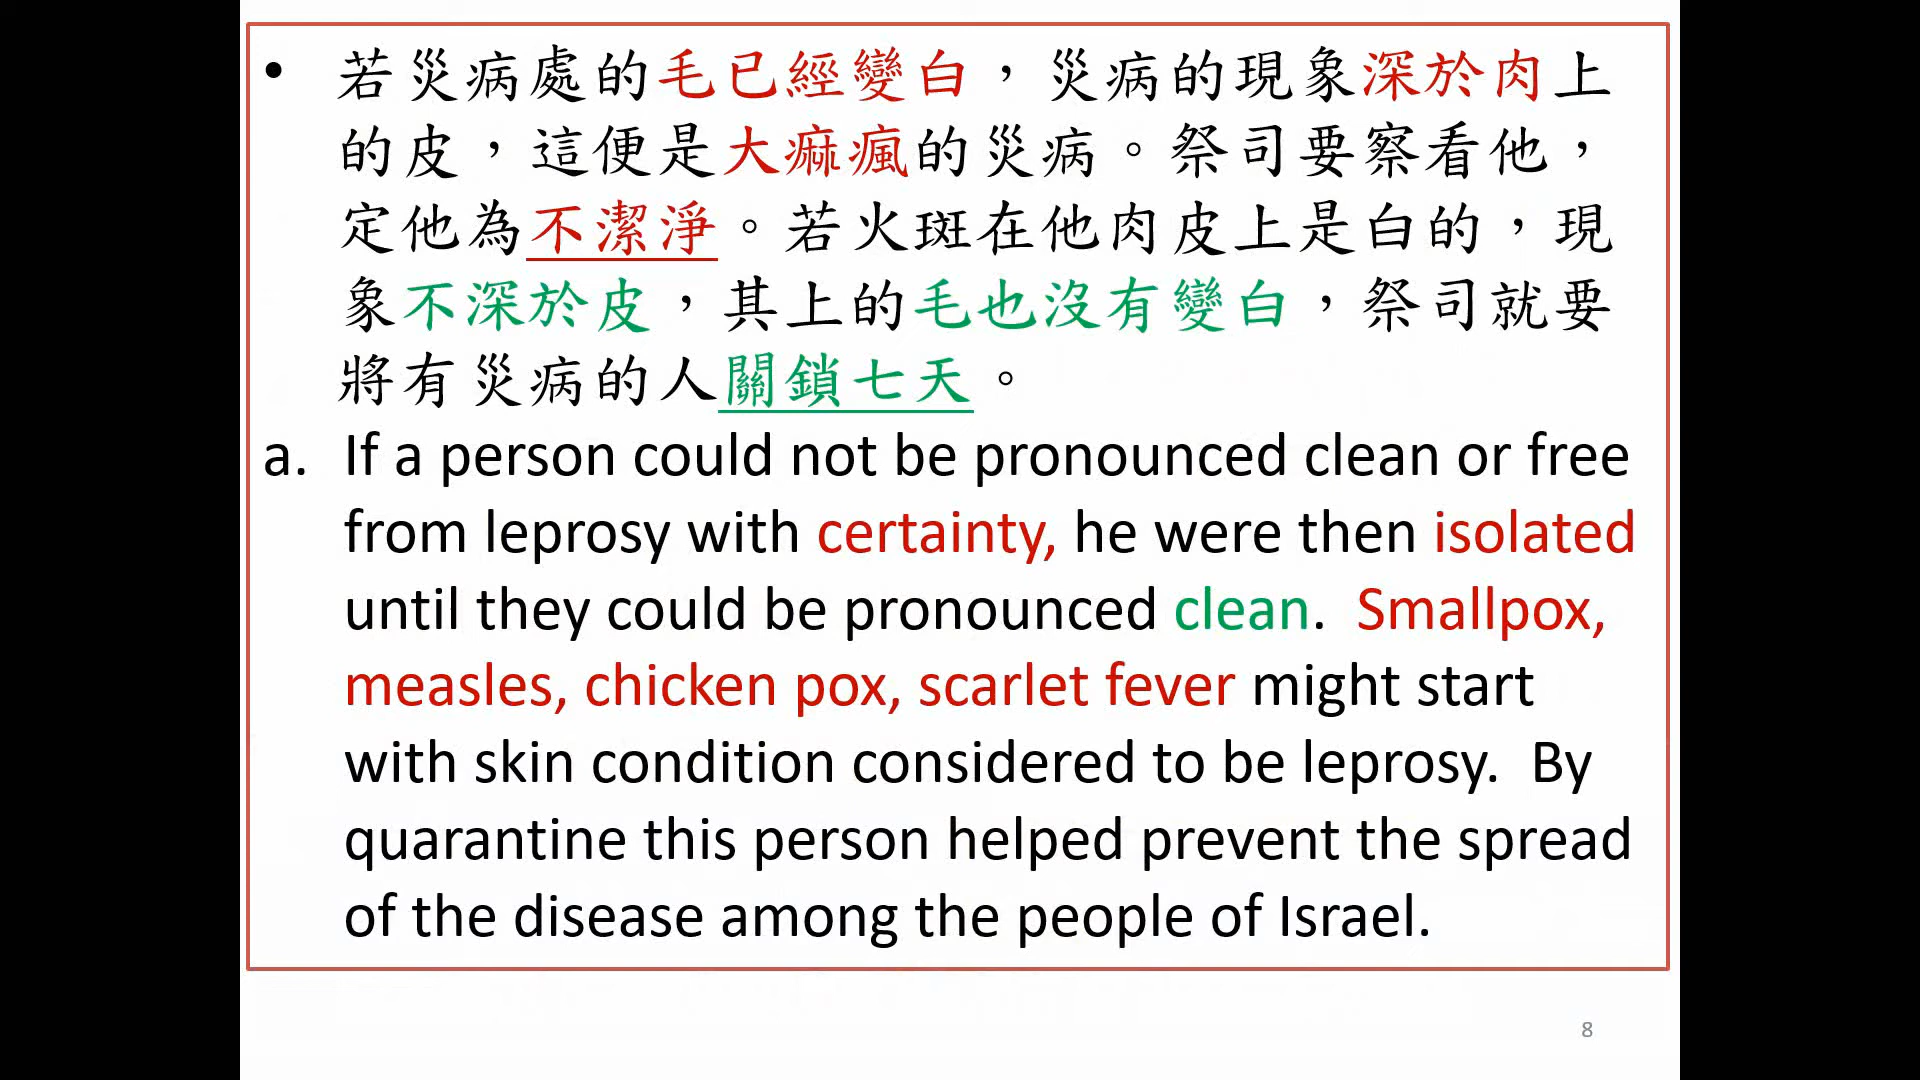 • 若災病處的毛已經變白，災病的現象深於肉上
的皮，這便是大痲瘋的災病。祭司要察看他，
定他為不潔淨。若火斑在他肉皮上是白的，現
象不深於皮，其上的毛也沒有變白，祭司就要
將有災病的人關鎖七天。
a. If a person could not be pronounced clean or free
from leprosy with certainty, he were then isolated
until they could be pronounced clean. Smallpox,
measles, chicken pox, scarlet fever might start
with skin condition considered to be leprosy. By
quarantine this person helped prevent the spread
of the disease among the people of Israel.
8